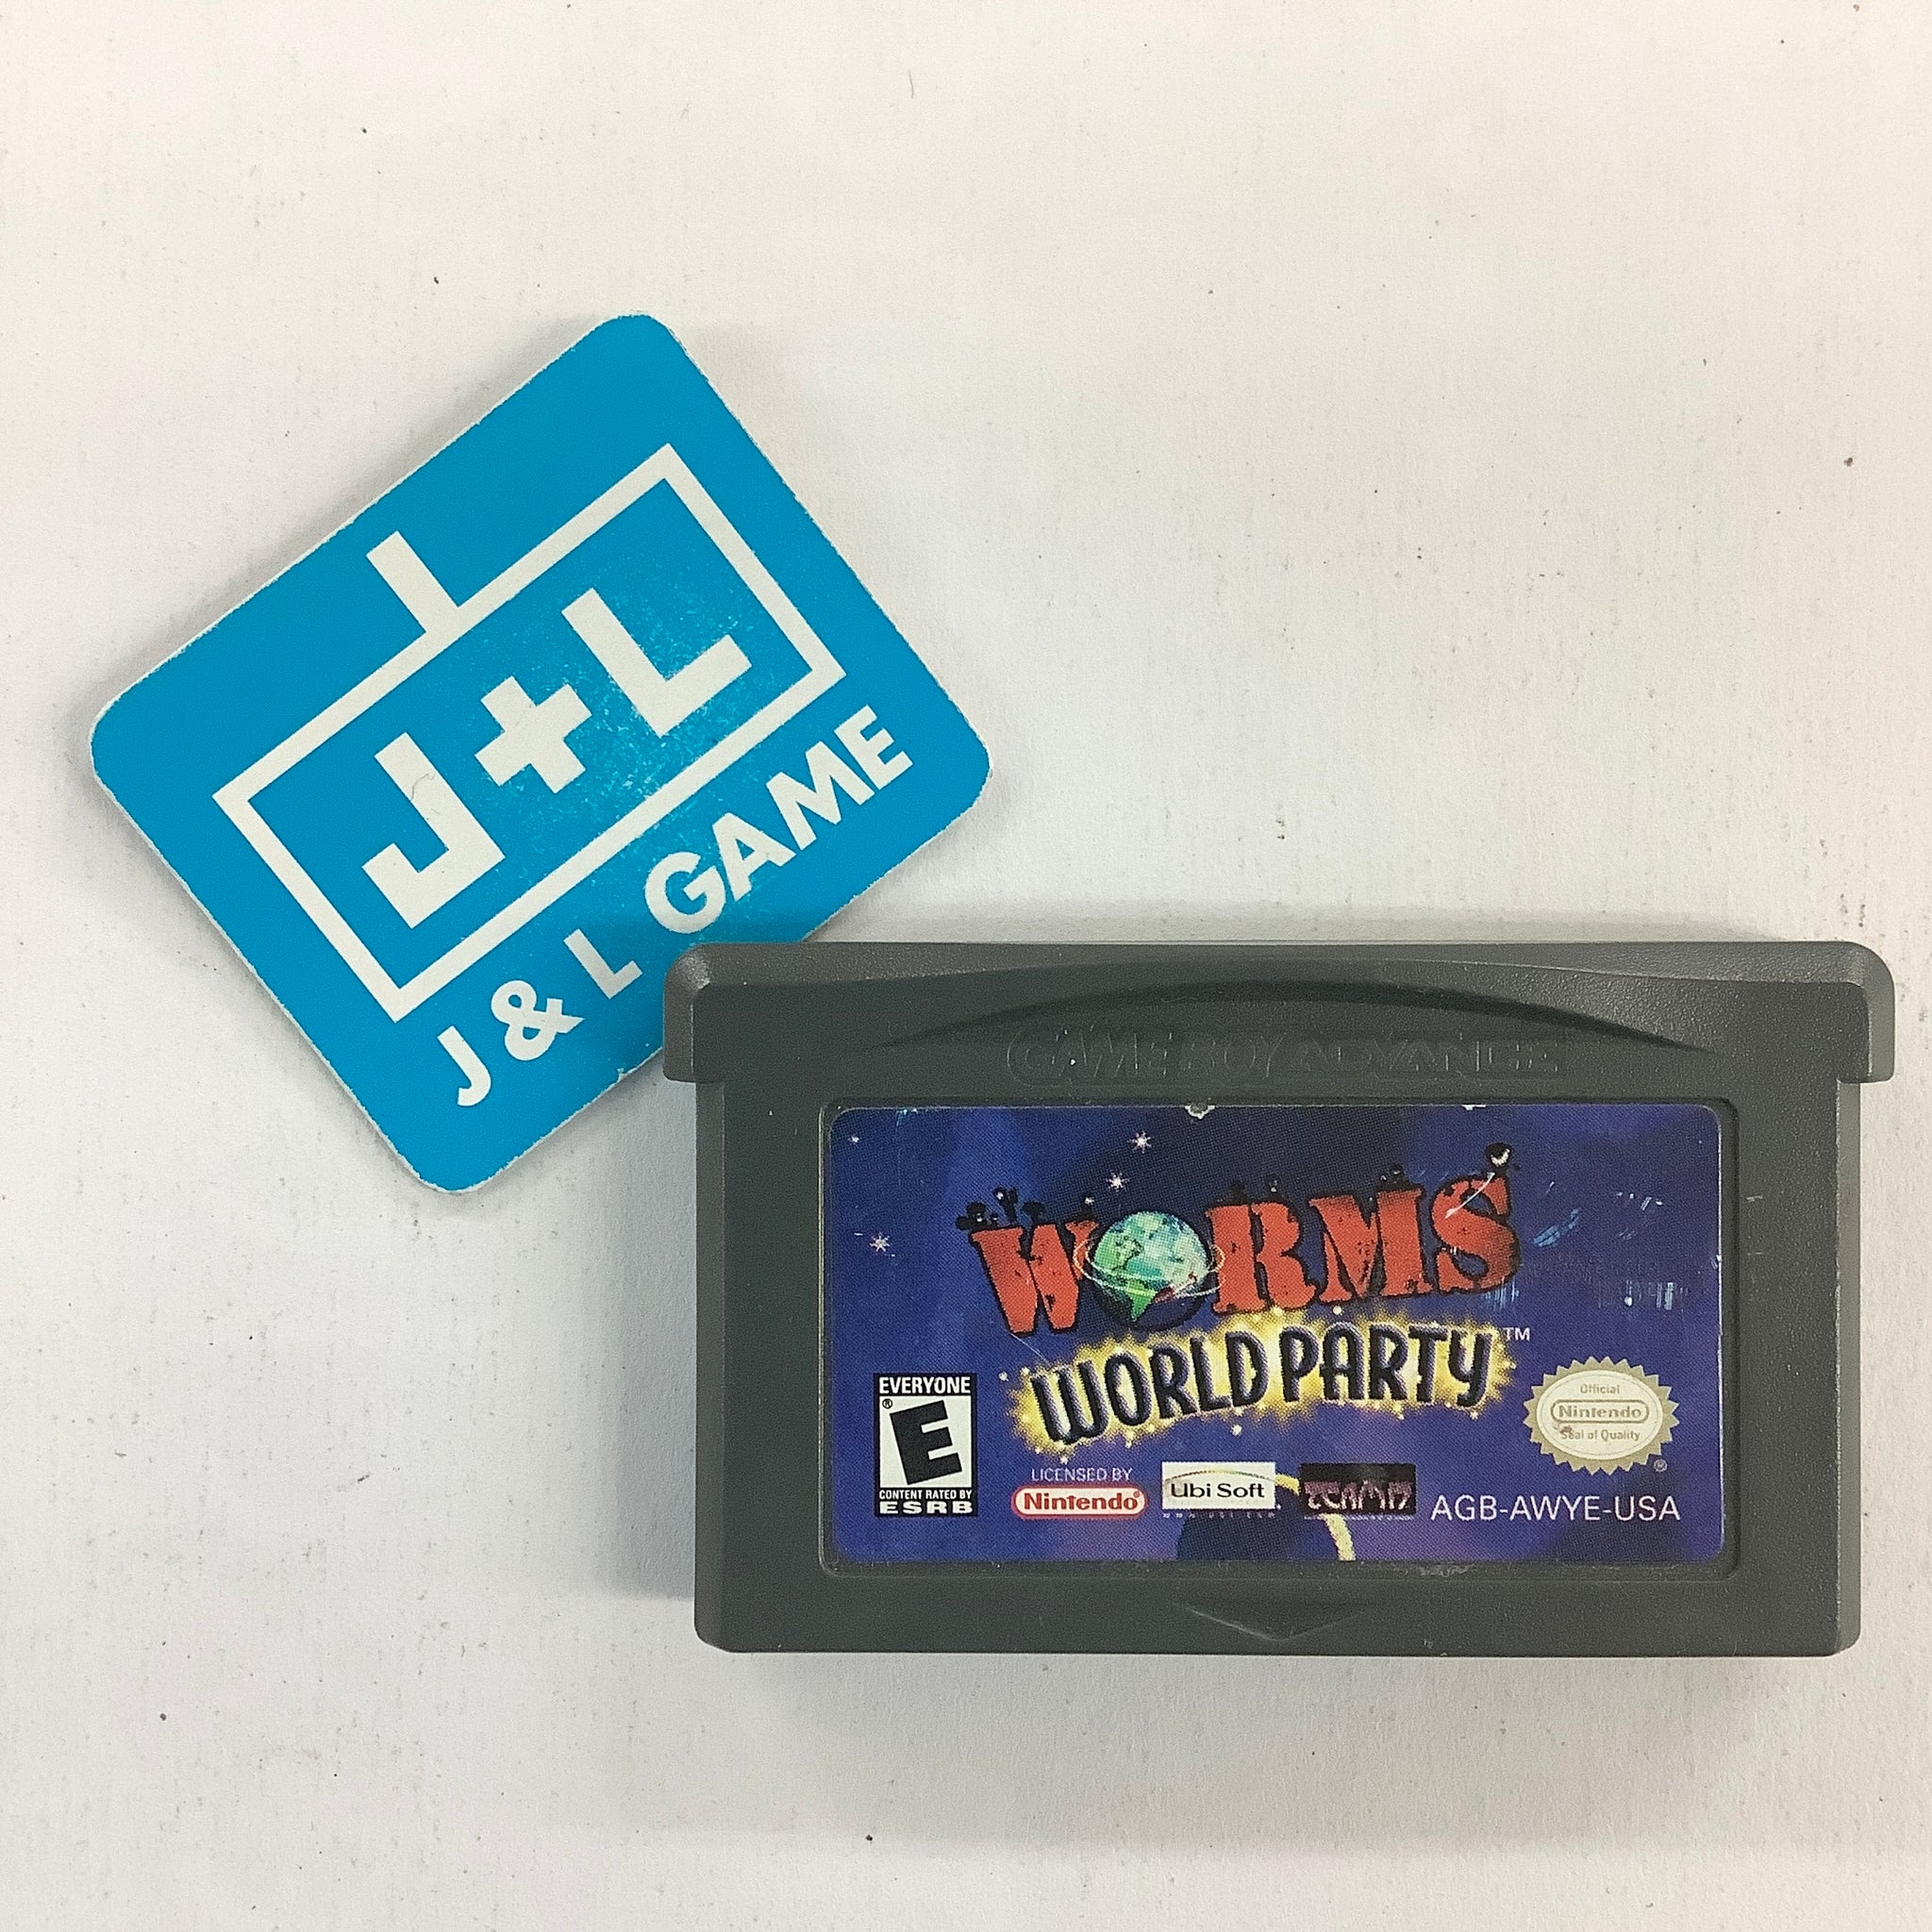 J+L
J & L GAME
GAME BOY ADVANCE
WORMS
WORLD PARTY™
EVERYONE
E®
CONTENT RATED BY
ESRB
LICENSED BY
Nintendo®
Ubi Soft
TEAM17
AGB-AWYE-USA
Official
Nintendo
Seal of Quality
®